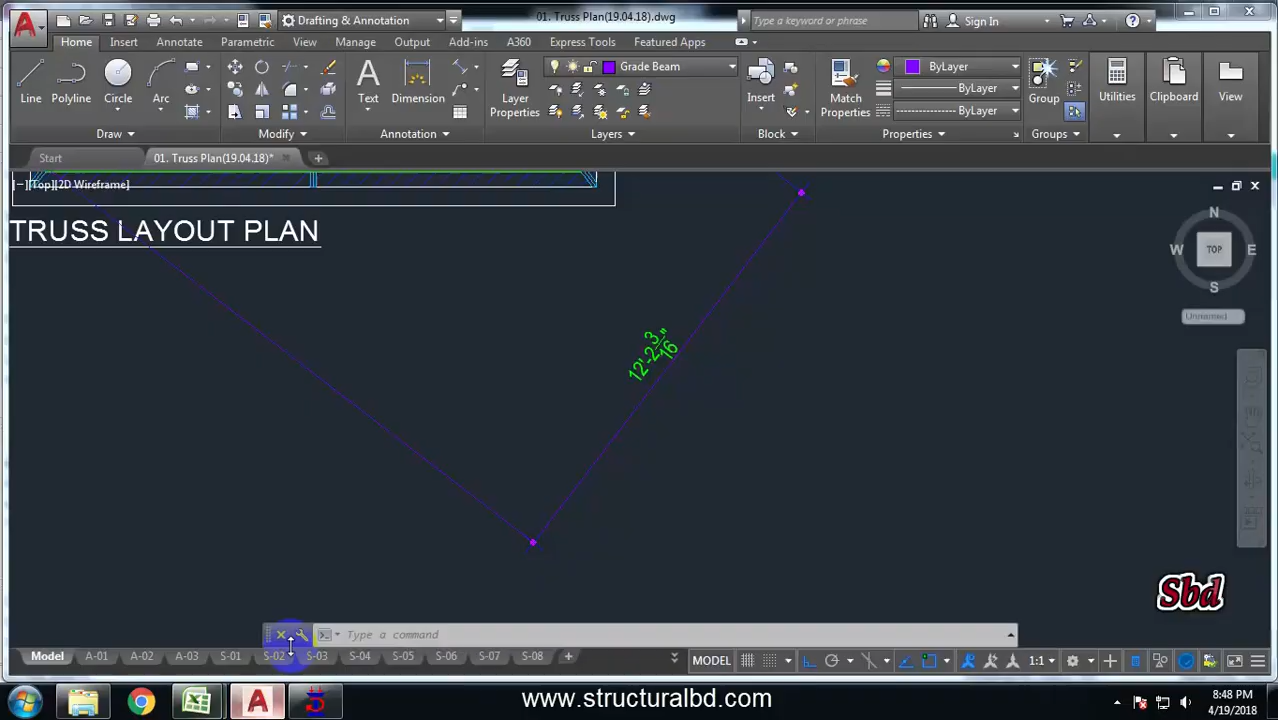 Drafting & Annotation
01. Truss Plan(19.04.18).dwg
Type a keyword or phrase
Sign In
Home
Insert
Annotate
Parametric
View
Manage
Output
Add-ins
A360
Express Tools
Featured Apps
Grade Beam
ByLayer
ByLayer
ByLayer
Line
Polyline
Circle
Arc
Text
Dimension
Layer
Properties
Insert
Match
Properties
Group
Utilities
Clipboard
View
Draw
Modify
Annotation
Layers
Block
Properties
Groups
Start
01. Truss Plan(19.04.18)*
[−][Top][2D Wireframe]
TRUSS LAYOUT PLAN
12'-2 3/16"
N
W
TOP
E
S
Unnamed
Sbd
Type a command
Model
A-01
A-02
A-03
S-01
S-02
S-03
S-04
S-05
S-06
S-07
S-08
MODEL
1:1
www.structuralbd.com
8:48 PM
4/19/2018